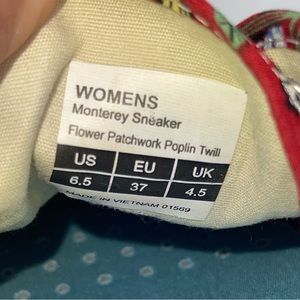 WOMENS
Monterey Sneaker
Flower Patchwork Poplin Twill
US EU UK
6.5 37 4.5
MADE IN VIETNAM 01569